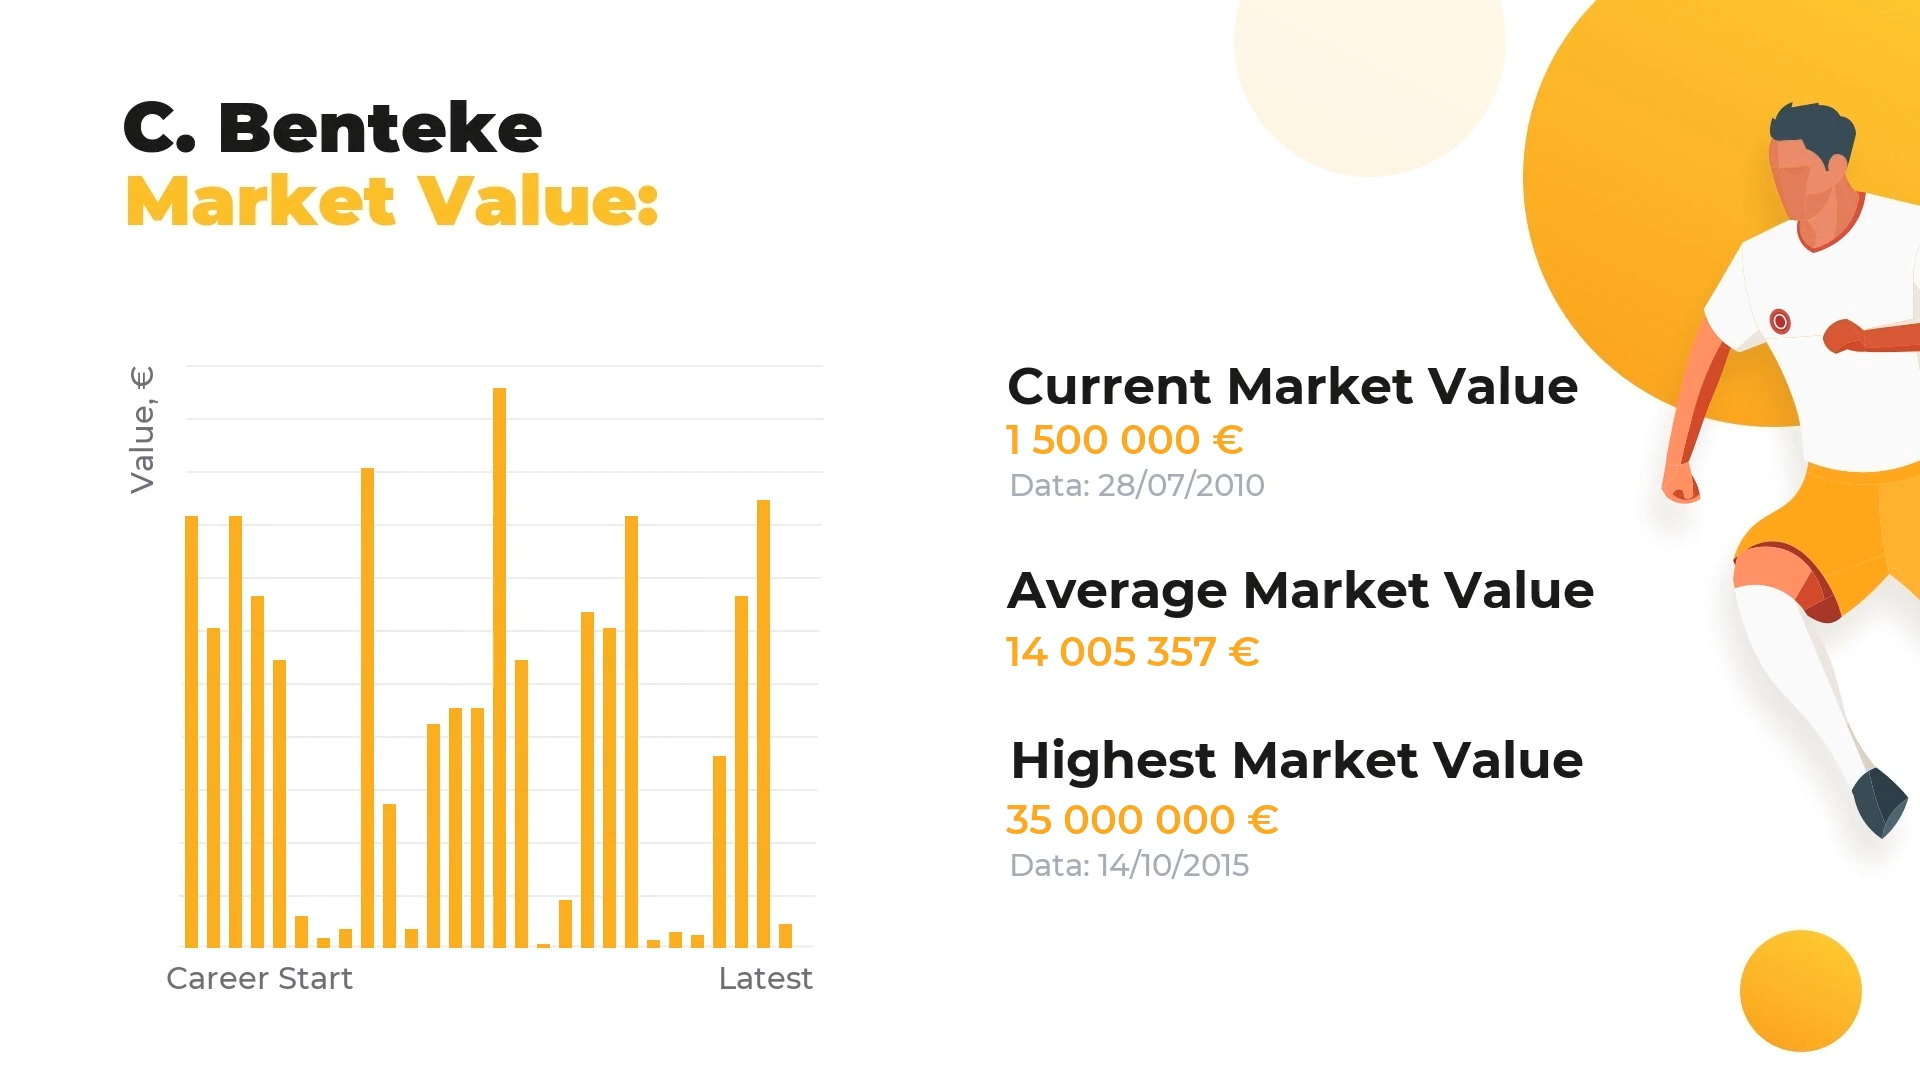 C. Benteke
Market Value:
Value, €
Career Start
Latest
Current Market Value
1 500 000 €
Data: 28/07/2010
Average Market Value
14 005 357 €
Highest Market Value
35 000 000 €
Data: 14/10/2015